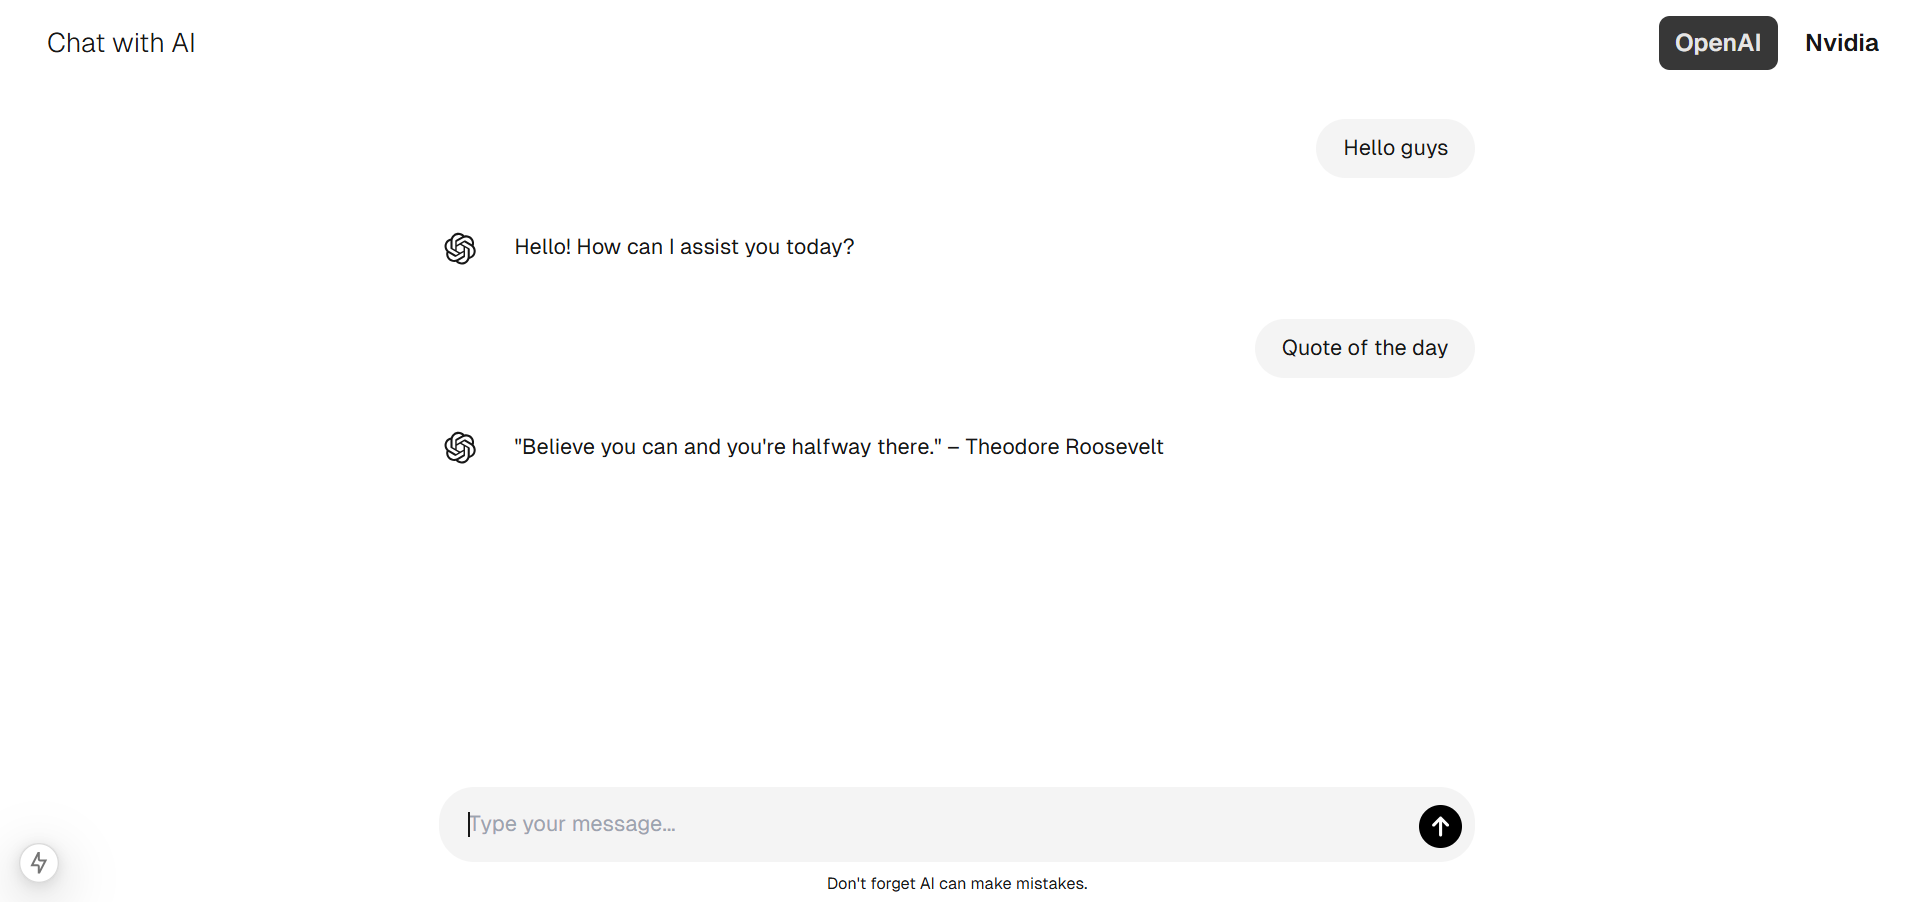 Chat with AI
OpenAI
Nvidia
Hello guys
Hello! How can I assist you today?
Quote of the day
"Believe you can and you're halfway there." – Theodore Roosevelt
Type your message...
Don't forget AI can make mistakes.